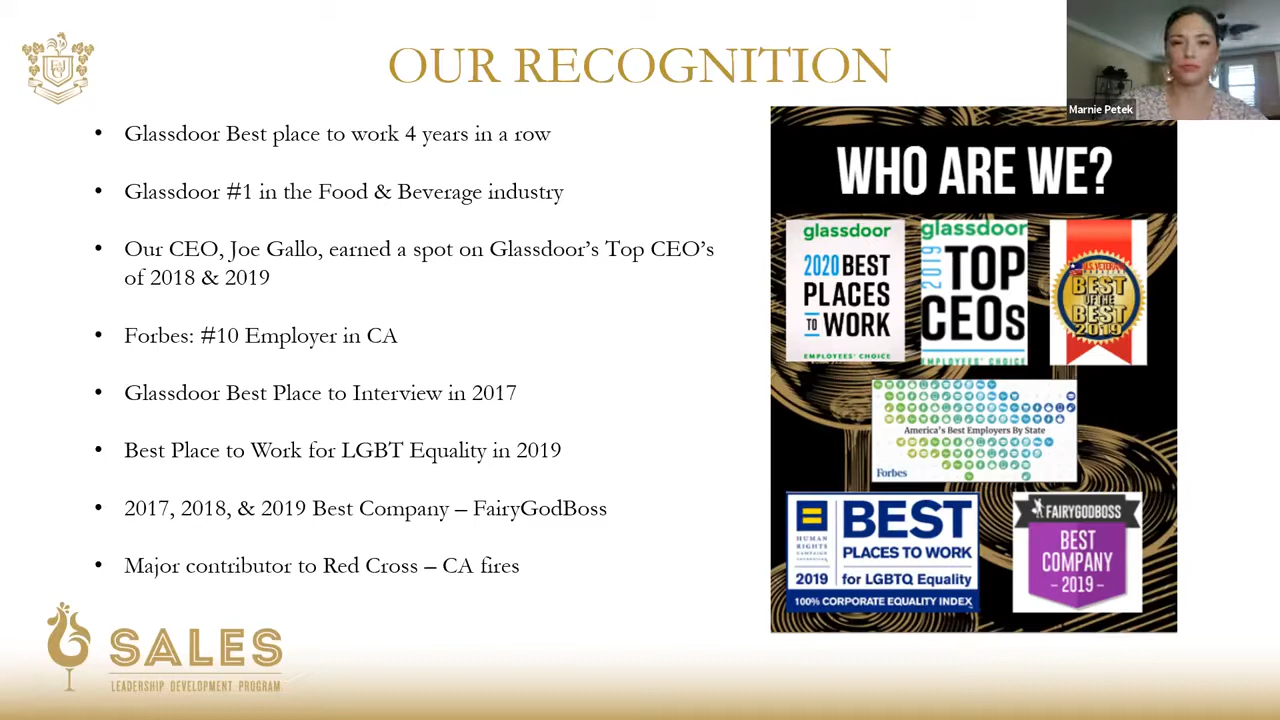 OUR RECOGNITION
Marnie Petek
• Glassdoor Best place to work 4 years in a row
• Glassdoor #1 in the Food & Beverage industry
• Our CEO, Joe Gallo, earned a spot on Glassdoor's Top CEO's
of 2018 & 2019
• Forbes: #10 Employer in CA
• Glassdoor Best Place to Interview in 2017
• Best Place to Work for LGBT Equality in 2019
• 2017, 2018, & 2019 Best Company – FairyGodBoss
• Major contributor to Red Cross – CA fires
WHO ARE WE?
glassdoor
2020 BEST
PLACES
TO WORK
EMPLOYEES' CHOICE
glassdoor
2019
TOP
CEOs
EMPLOYEES' CHOICE
BEST
OF THE
BEST
2019
America's Best Employers By State
Forbes
HUMAN
RIGHTS
CAMPAIGN
FOUNDATION
BEST
PLACES TO WORK
2019 for LGBTQ Equality
100% CORPORATE EQUALITY INDEX
FAIRYGODBOSS
BEST
COMPANY
- 2019 -
SALES
LEADERSHIP DEVELOPMENT PROGRAM